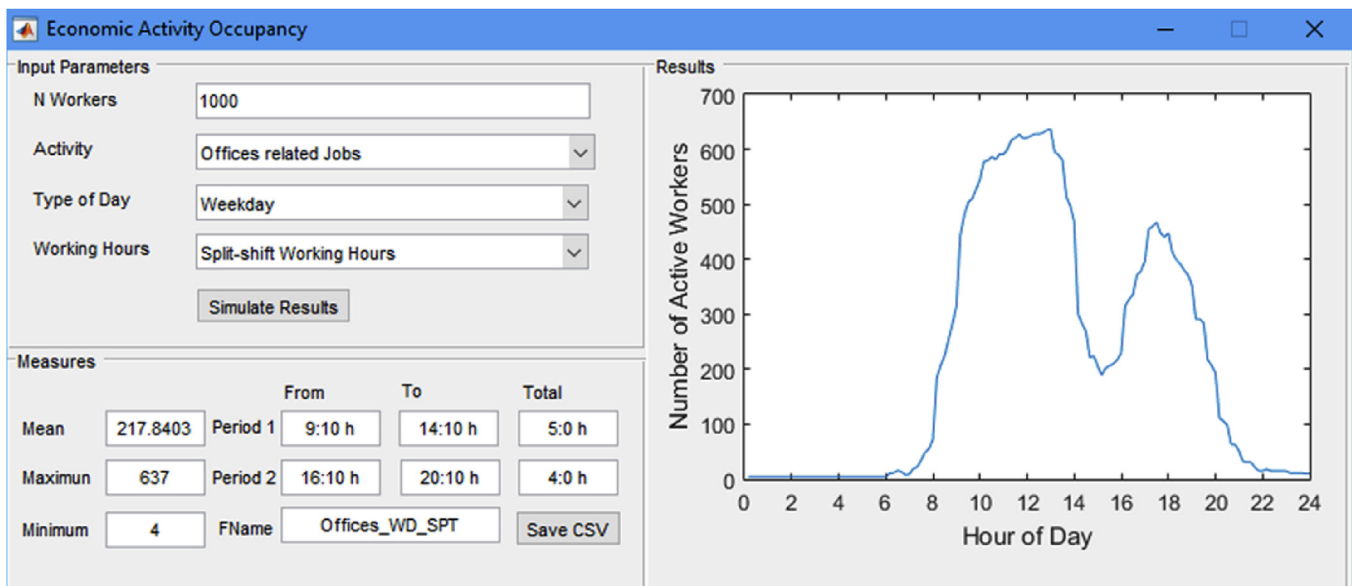 Economic Activity Occupancy
Input Parameters
N Workers 1000
Activity Offices related Jobs
Type of Day Weekday
Working Hours Split-shift Working Hours
Simulate Results
Measures
From To Total
Mean 217.8403 Period 1 9:10 h 14:10 h 5:0 h
Maximun 637 Period 2 16:10 h 20:10 h 4:0 h
Minimum 4 FName Offices_WD_SPT Save CSV
Results
Number of Active Workers
700
600
500
400
300
200
100
0
0 2 4 6 8 10 12 14 16 18 20 22 24
Hour of Day